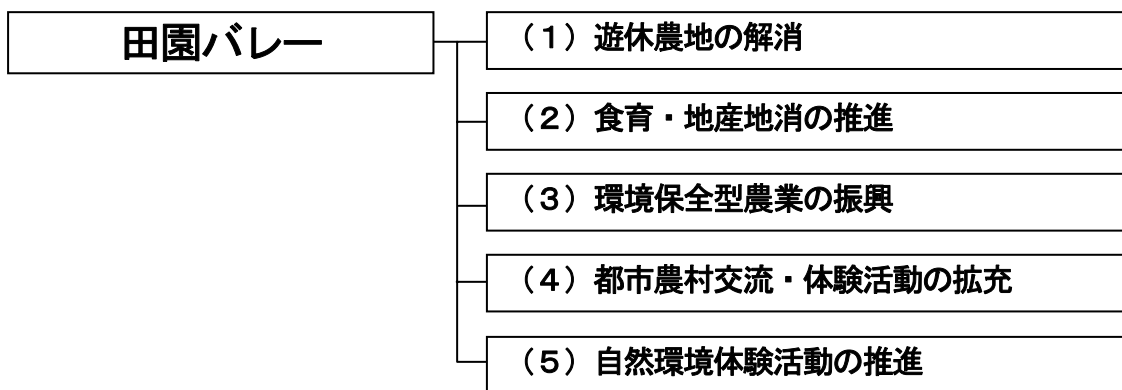 田園バレー
（１）遊休農地の解消
（２）食育・地産地消の推進
（３）環境保全型農業の振興
（４）都市農村交流・体験活動の拡充
（５）自然環境体験活動の推進